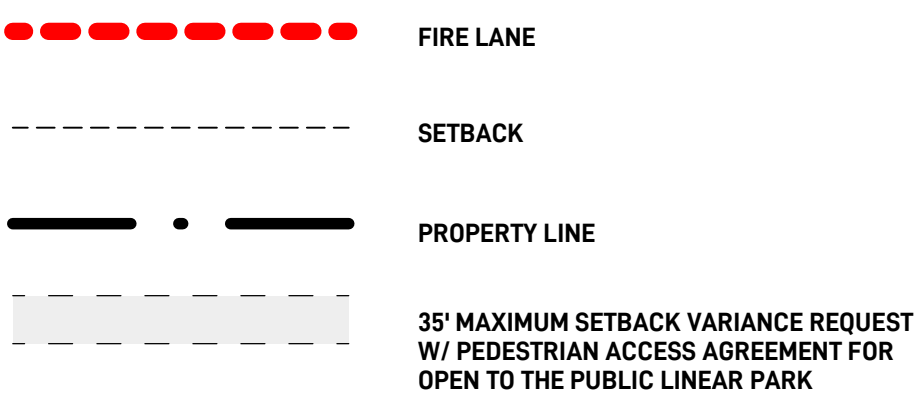 FIRE LANE
SETBACK
PROPERTY LINE
35' MAXIMUM SETBACK VARIANCE REQUEST
W/ PEDESTRIAN ACCESS AGREEMENT FOR
OPEN TO THE PUBLIC LINEAR PARK